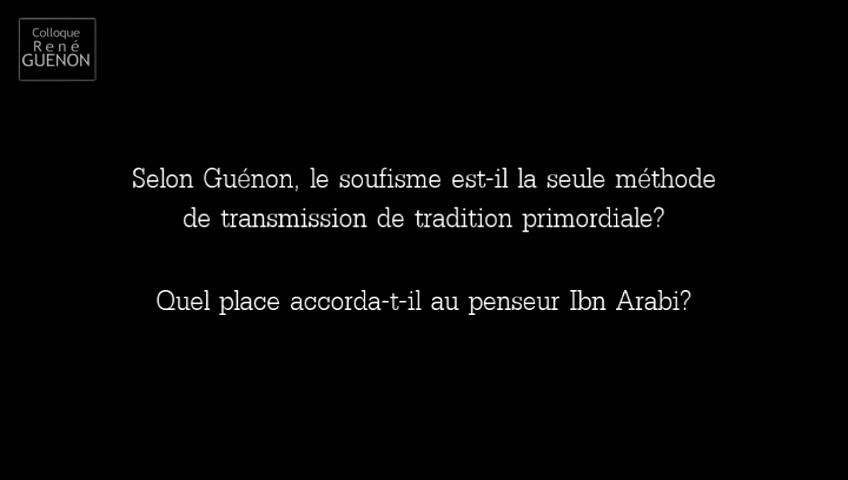 Colloque
René
GUENON
Selon Guénon, le soufisme est-il la seule méthode
de transmission de tradition primordiale?
Quel place accorda-t-il au penseur Ibn Arabi?